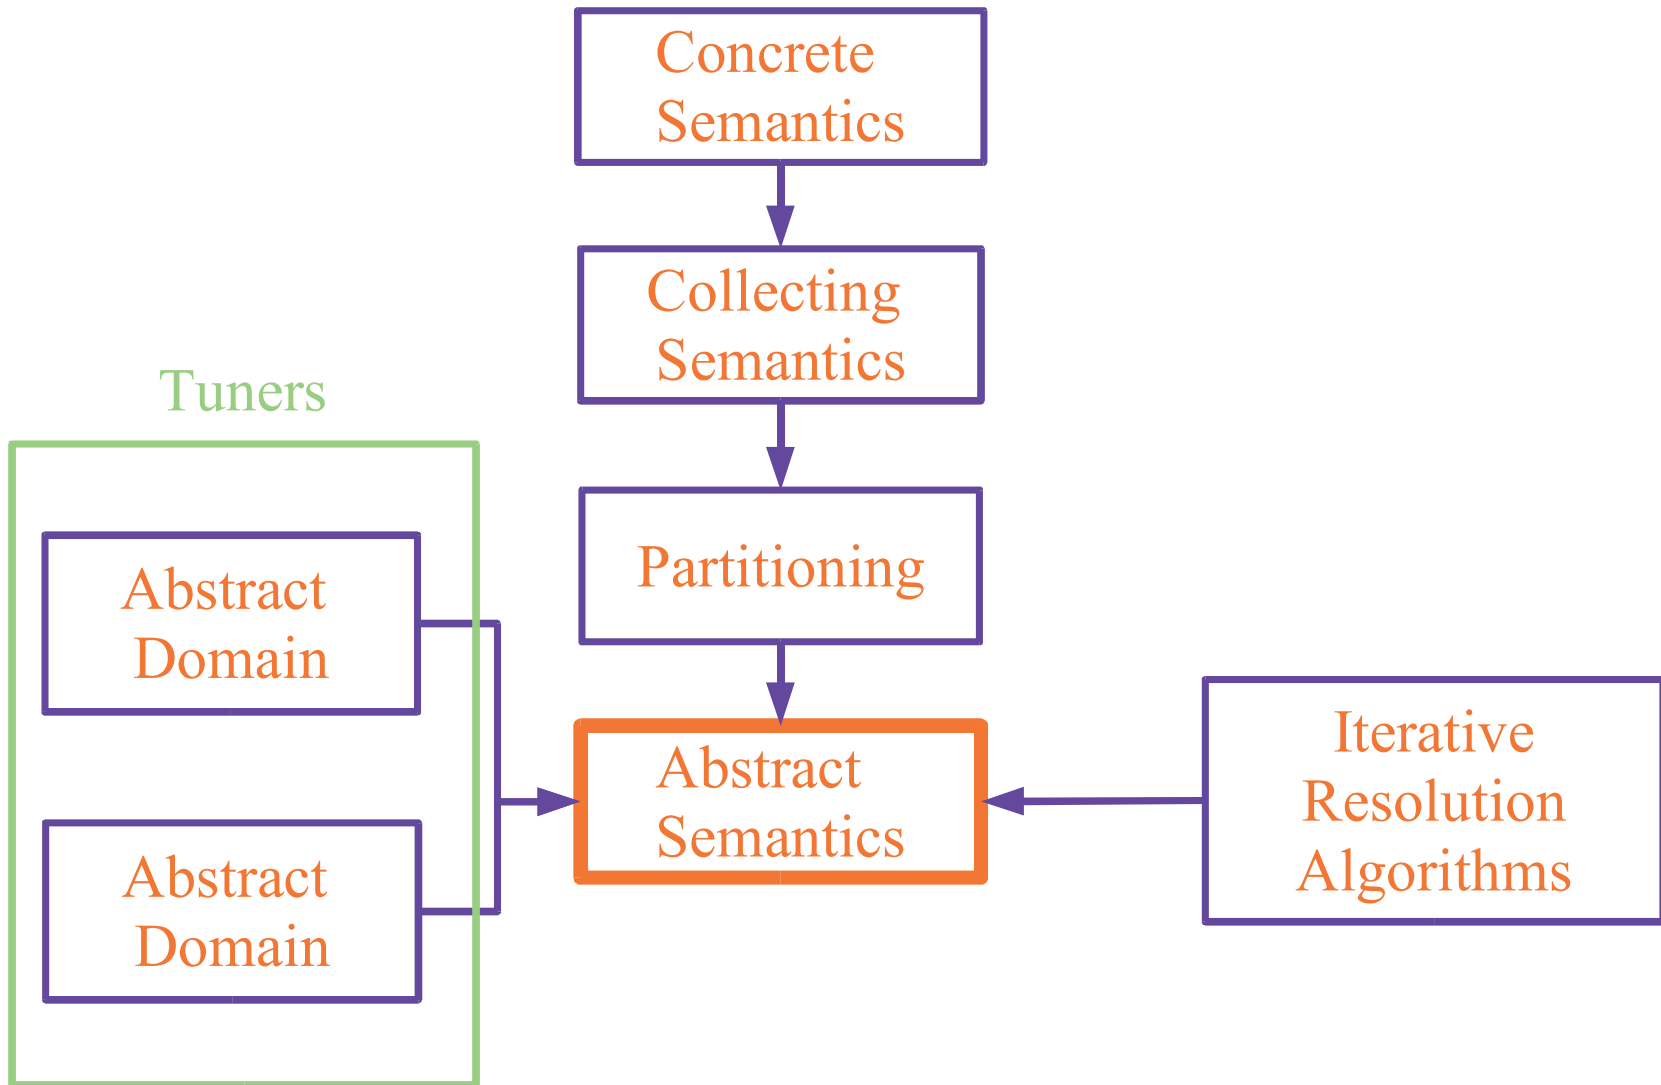 Concrete
Semantics
Collecting
Semantics
Tuners
Partitioning
Abstract
Domain
Abstract
Semantics
Iterative
Resolution
Algorithms
Abstract
Domain